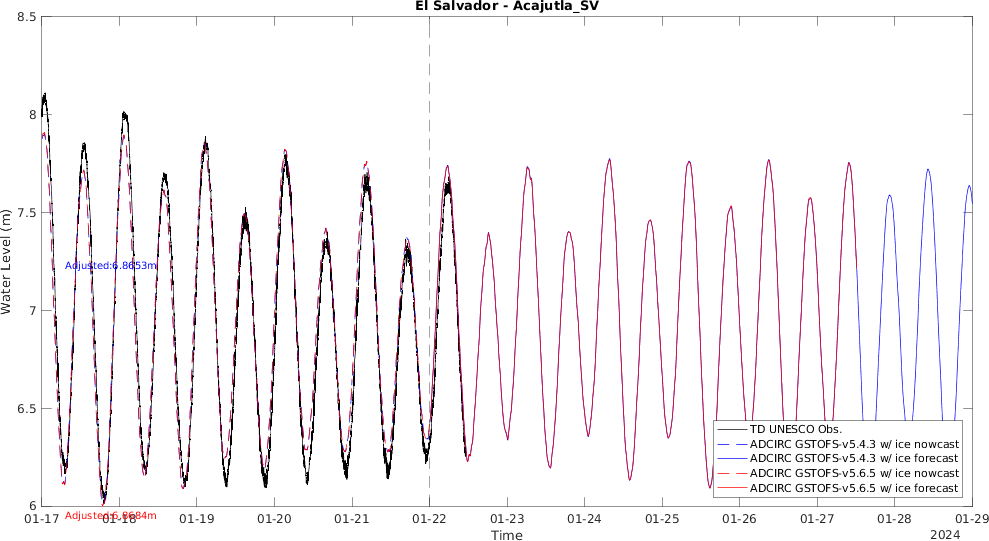 El Salvador - Acajutla_SV
8.5
8
7.5
7
6.5
6
Water Level (m)
Adjusted:6.8653m
Adjusted:6.8684m
TD UNESCO Obs.
ADCIRC GSTOFS-v5.4.3 w/ ice nowcast
ADCIRC GSTOFS-v5.4.3 w/ ice forecast
ADCIRC GSTOFS-v5.6.5 w/ ice nowcast
ADCIRC GSTOFS-v5.6.5 w/ ice forecast
01-17 01-18 01-19 01-20 01-21 01-22 01-23 01-24 01-25 01-26 01-27 01-28 01-29
Time
2024